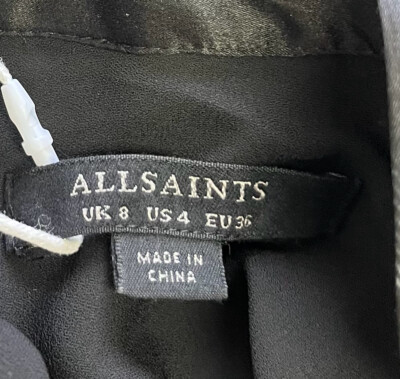 ALLSAINTS
UK 8 US 4 EU 36
MADE IN
CHINA